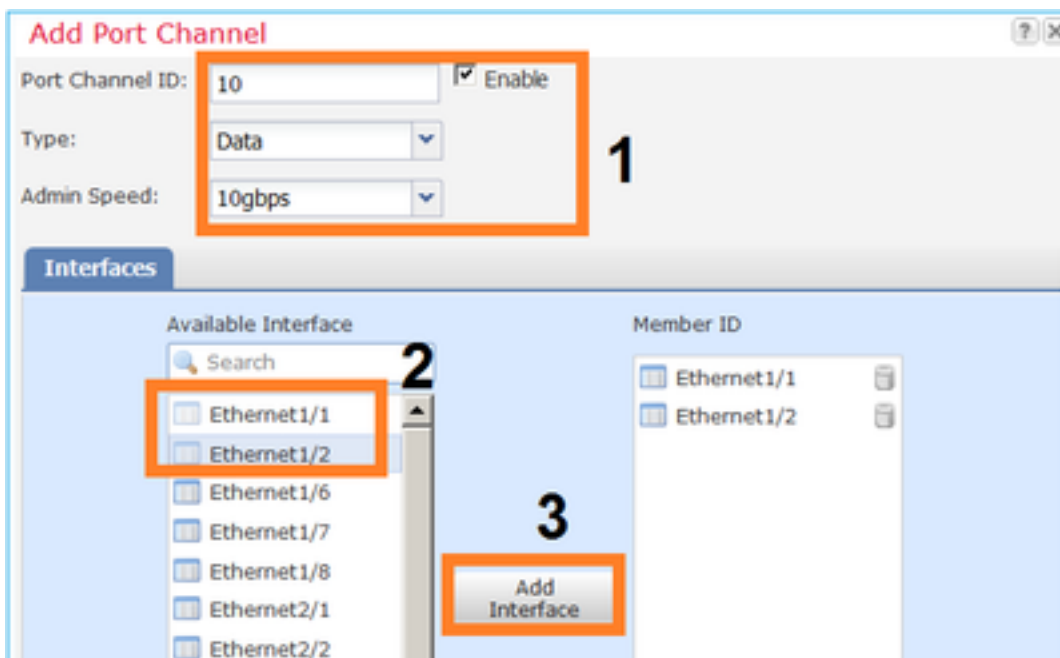 Add Port Channel
Port Channel ID: 10 Enable
Type: Data
1
Admin Speed: 10gbps
Interfaces
Available Interface
Search
2
Ethernet1/1
Ethernet1/2
Ethernet1/6
Ethernet1/7
Ethernet1/8
Ethernet2/1
Ethernet2/2
3
Add
Interface
Member ID
Ethernet1/1
Ethernet1/2